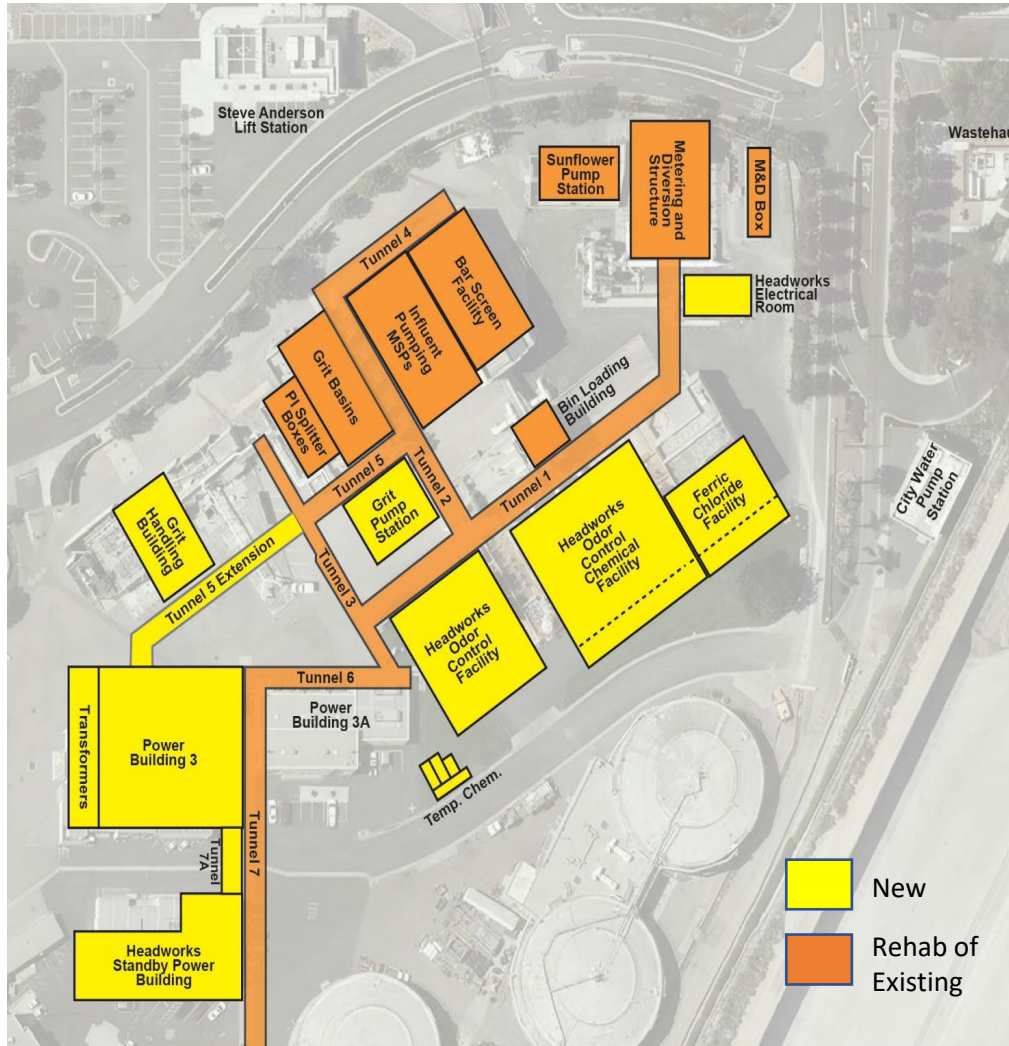 Steve Anderson
Lift Station
Sunflower
Pump
Station
Metering and
Diversion
Structure
M&D Box
Headworks
Electrical
Room
Tunnel 4
Bar Screen
Facility
Influent
Pumping
MSPs
Grit Basins
PI Splitter
Boxes
Bin Loading
Building
Tunnel 5
Tunnel 2
Tunnel 1
Grit
Pump
Station
Ferric
Chloride
Facility
City Water
Pump
Station
Headworks
Odor
Control
Chemical
Facility
Grit
Handling
Building
Tunnel 5 Extension
Tunnel 3
Headworks
Odor
Control
Facility
Tunnel 6
Power
Building 3A
Transformers
Power
Building 3
Temp. Chem.
Tunnel
7A
Tunnel 7
Headworks
Standby Power
Building
New
Rehab of
Existing